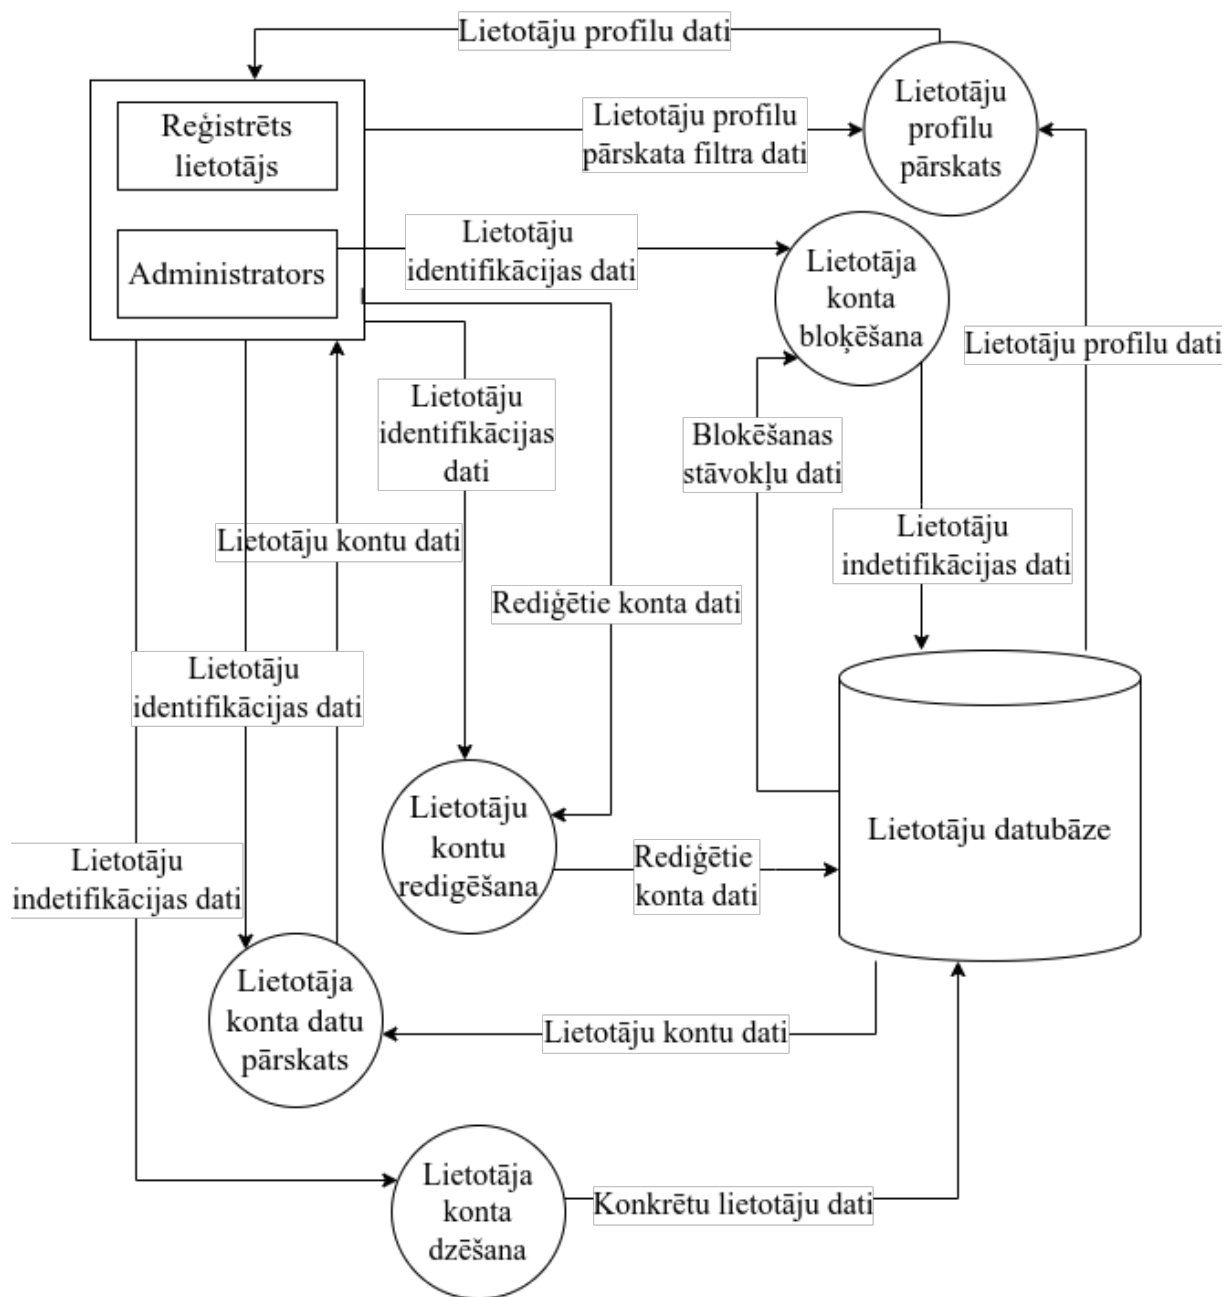 Lietotāju profilu dati
Reģistrēts
lietotājs
Lietotāju profilu
pārskata filtra dati
Lietotāju
profilu
pārskats
Administrators
Lietotāju
identifikācijas dati
Lietotāja
konta
bloķēšana
Lietotāju profilu dati
Lietotāju
identifikācijas
dati
Blokēšanas
stāvokļu dati
Lietotāju kontu dati
Lietotāju
indetifikācijas dati
Rediģētie konta dati
Lietotāju
identifikācijas dati
Lietotāju
kontu
redigēšana
Lietotāju datubāze
Lietotāju
indetifikācijas dati
Rediģētie
konta dati
Lietotāja
konta datu
pārskats
Lietotāju kontu dati
Lietotāja
konta
dzēšana
Konkrētu lietotāju dati